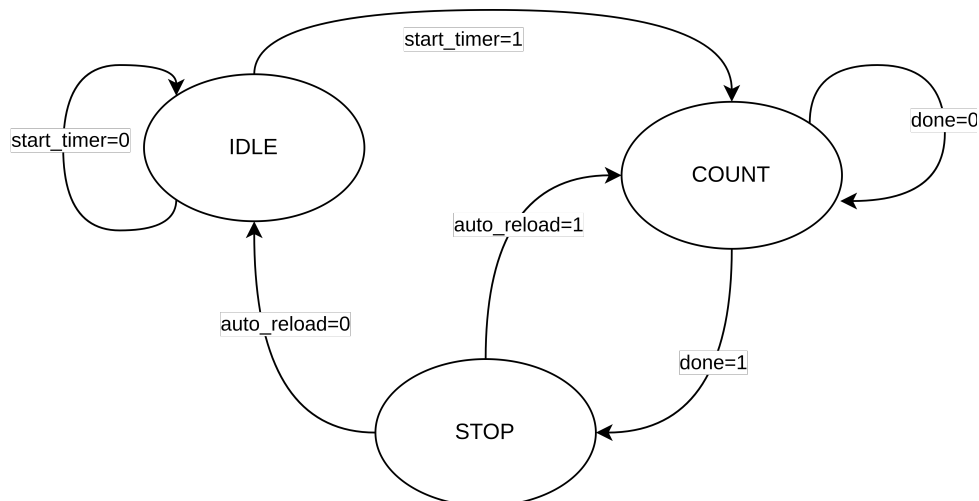 start_timer=1
done=0
start_timer=0
IDLE
COUNT
auto_reload=1
auto_reload=0
done=1
STOP